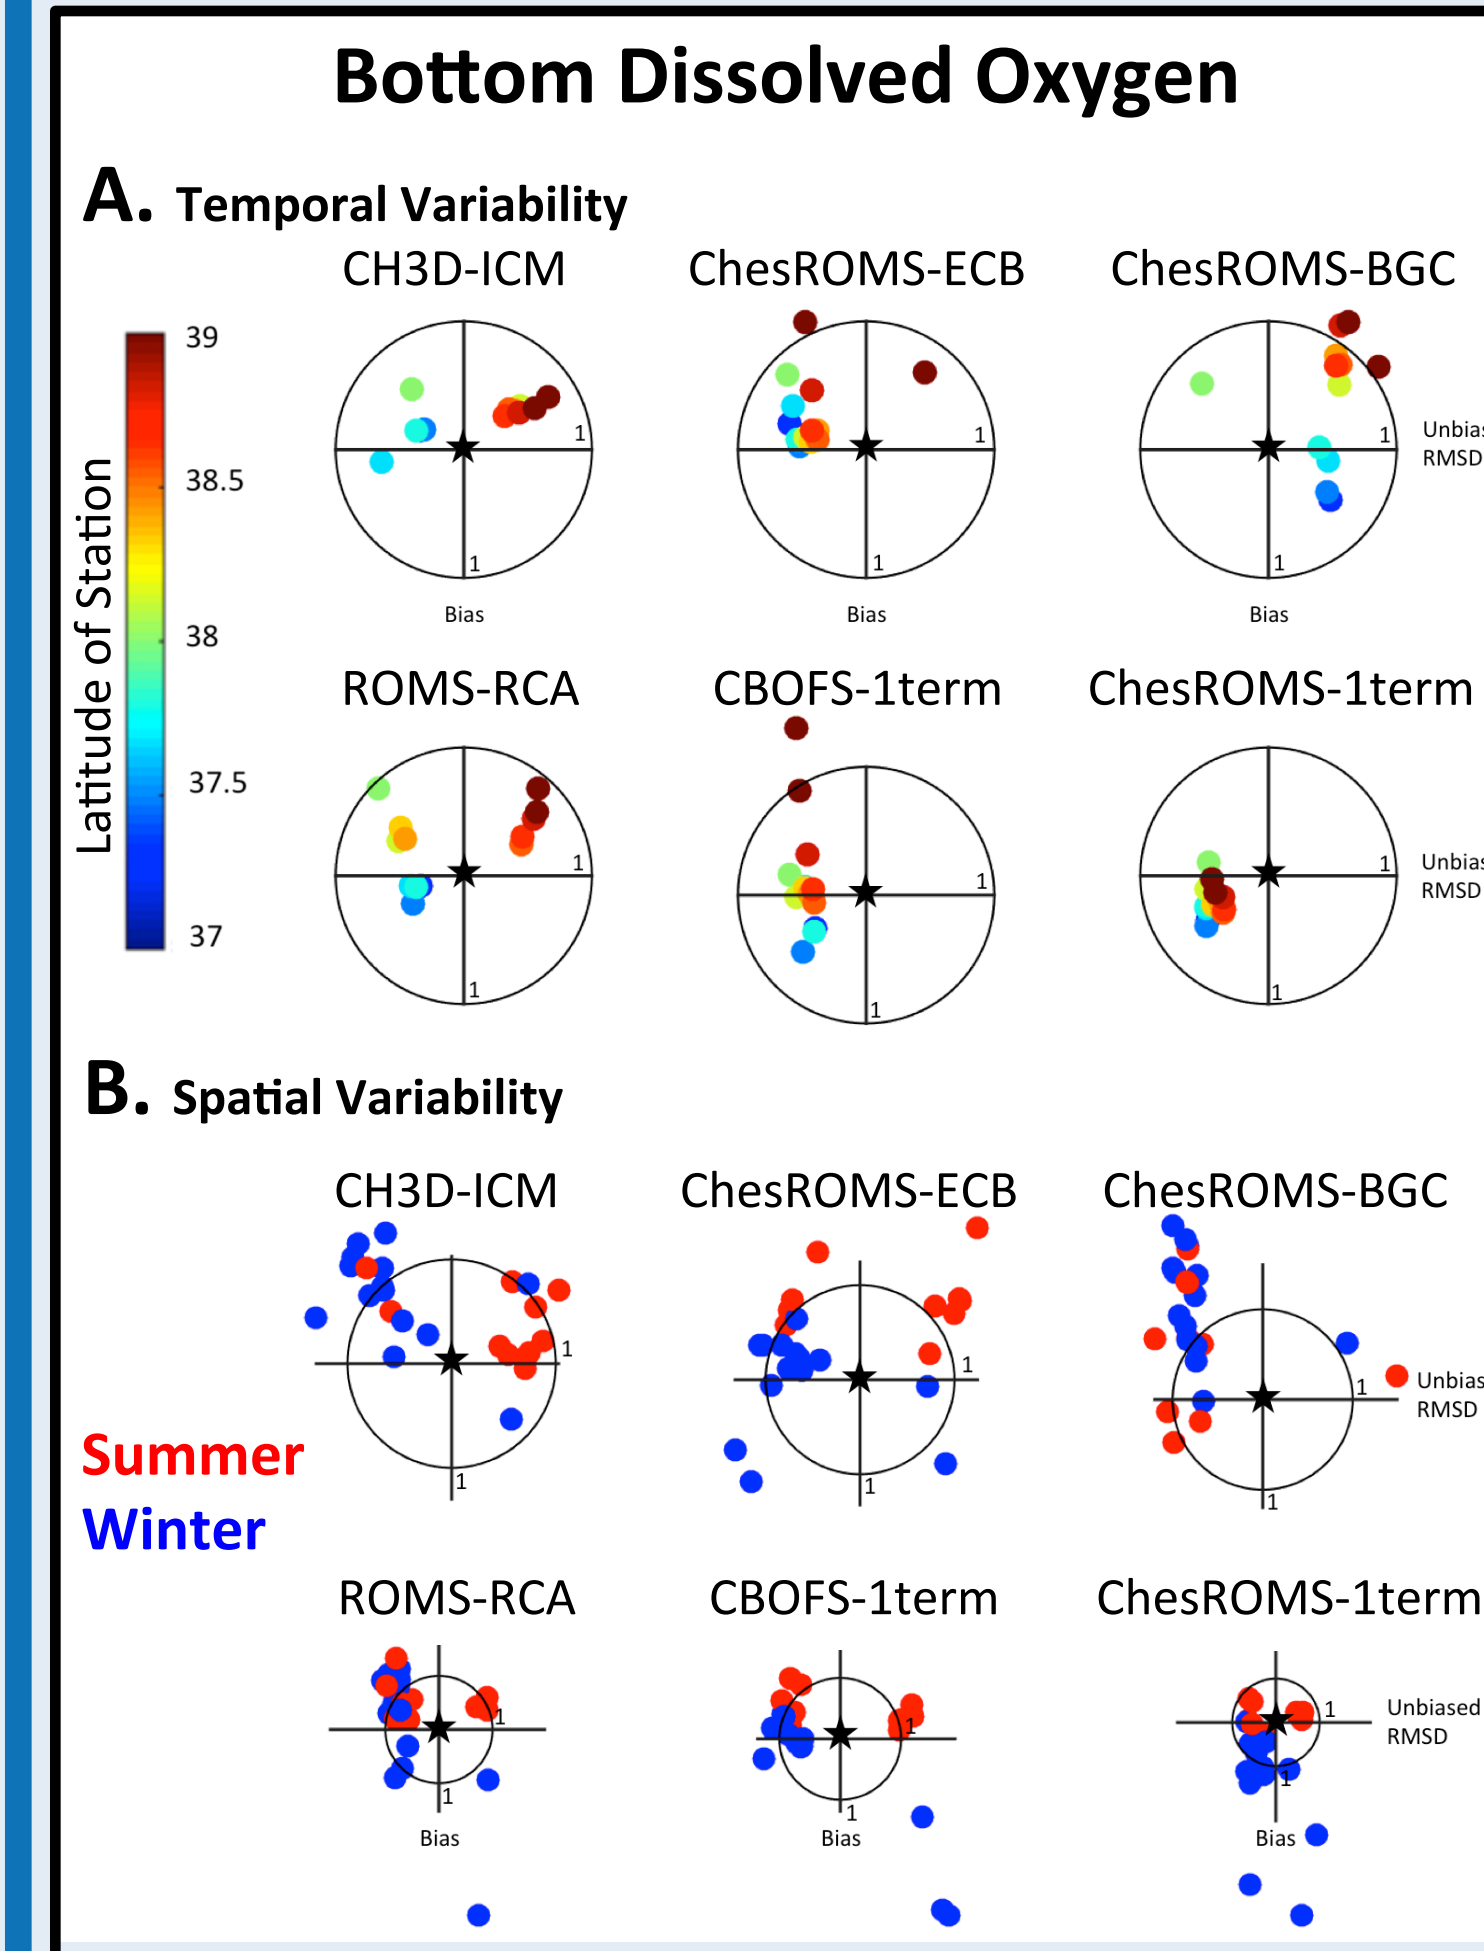 Bottom Dissolved Oxygen
A. Temporal Variability
CH3D-ICM
ChesROMS-ECB
ChesROMS-BGC
39
38.5
38
37.5
37
Latitude of Station
1
1
Bias
1
1
Bias
1
1
Bias
RMSD
ROMS-RCA
CBOFS-1term
ChesROMS-1term
1
1
1
1
1
1
RMSD
B. Spatial Variability
CH3D-ICM
ChesROMS-ECB
ChesROMS-BGC
1
1
1
1
1
1
RMSD
Summer
Winter
ROMS-RCA
CBOFS-1term
ChesROMS-1term
1
1
Bias
1
1
Bias
1
1
Bias
Unbiased
RMSD